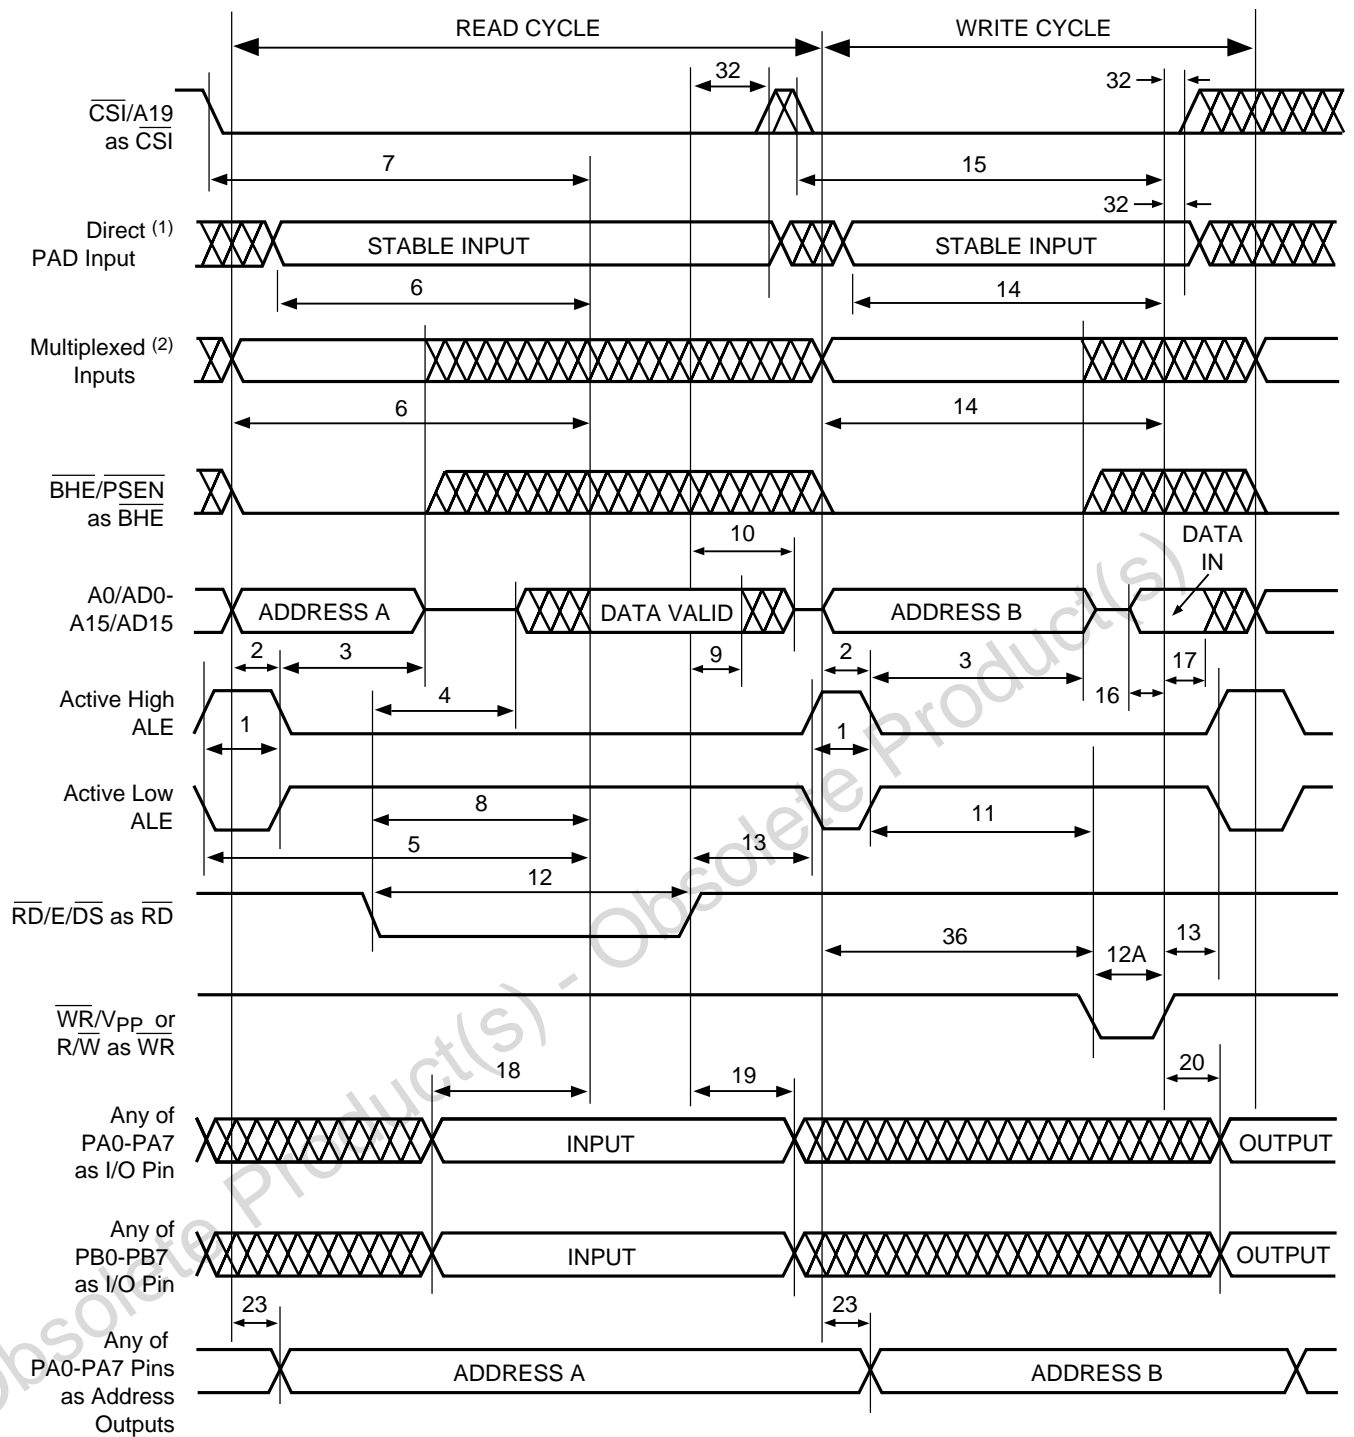 READ CYCLE
WRITE CYCLE
32
32
CSI/A19
as CSI
7
15
32
Direct (1)
PAD Input
STABLE INPUT
STABLE INPUT
6
14
Multiplexed (2)
Inputs
6
14
BHE/PSEN
as BHE
10
DATA
IN
A0/AD0-
A15/AD15
ADDRESS A
DATA VALID
ADDRESS B
2
3
9
2
3
17
4
16
Active High
ALE
1
1
Active Low
ALE
8
11
5
13
12
RD/E/DS as RD
36
12A
13
WR/VPP or
R/W as WR
18
19
20
Any of
PA0-PA7
as I/O Pin
INPUT
OUTPUT
Any of
PB0-PB7
as I/O Pin
INPUT
OUTPUT
23
23
Any of
PA0-PA7 Pins
as Address
Outputs
ADDRESS A
ADDRESS B
Obsolete Product(s) - Obsolete Product(s)